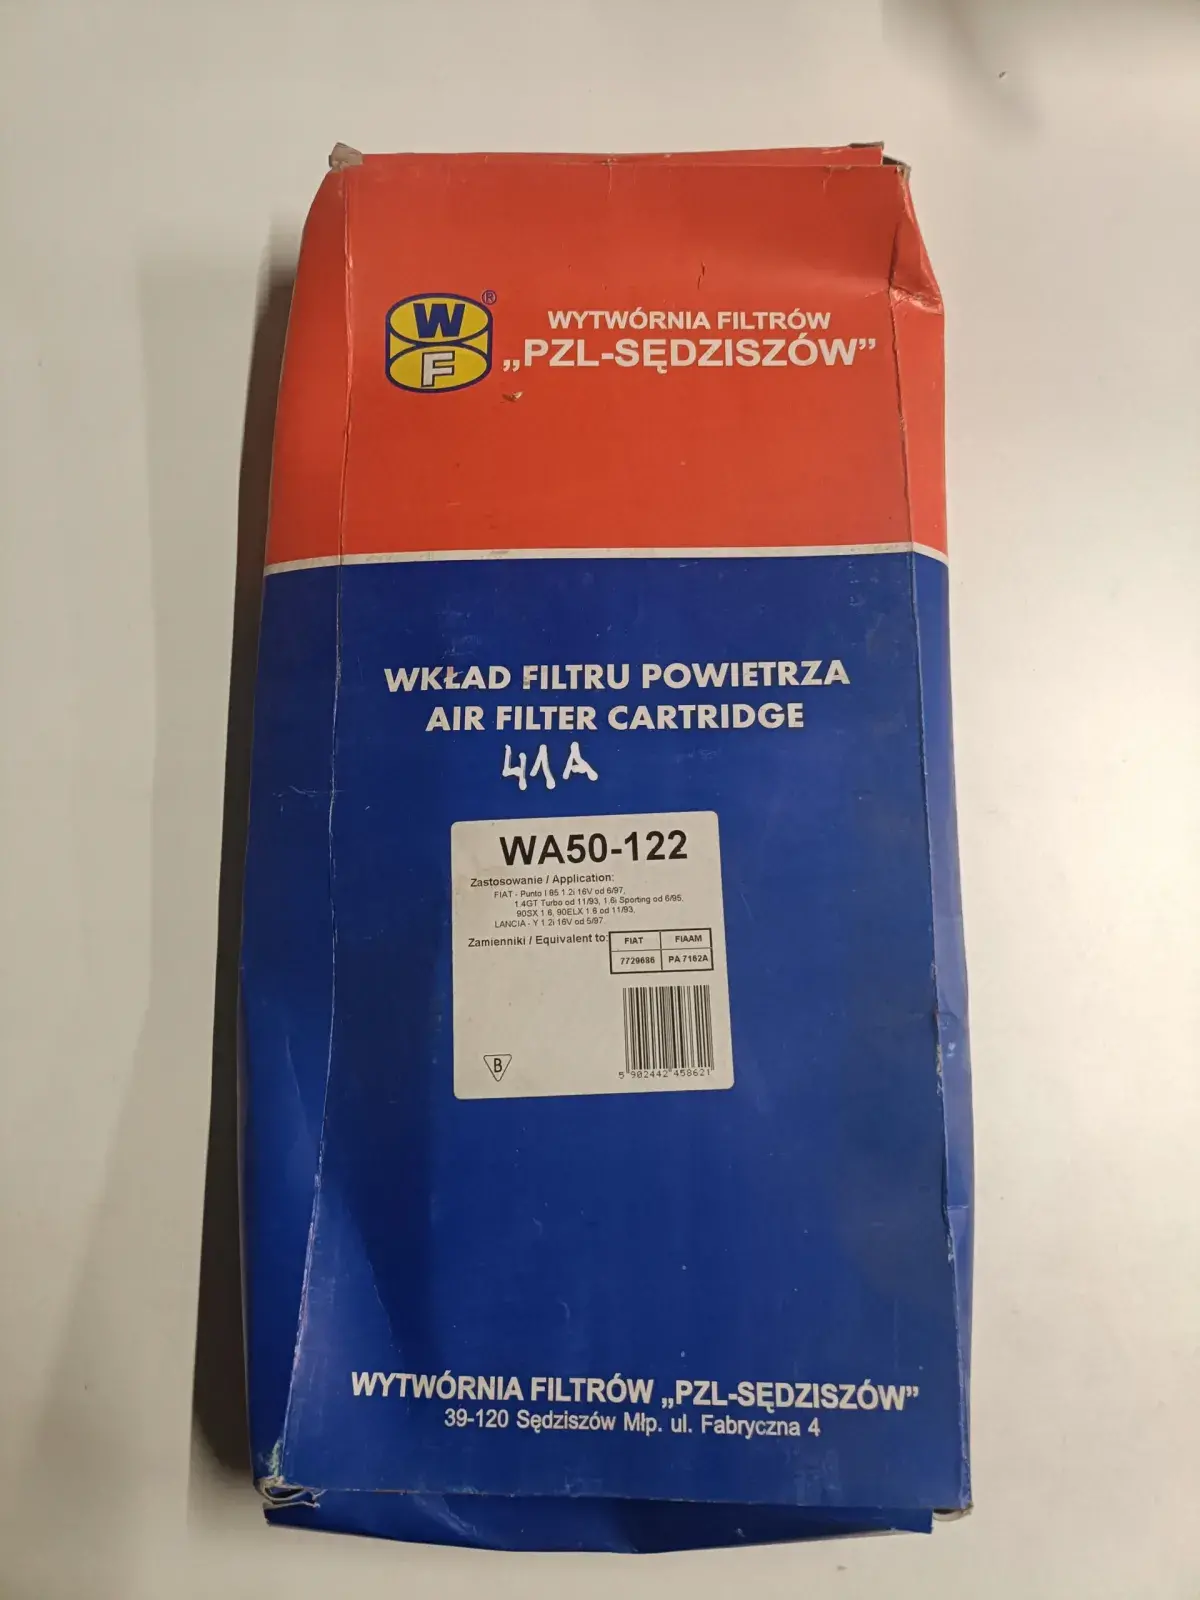 W
F
®
WYTWÓRNIA FILTRÓW
„PZL-SĘDZISZÓW”
WKŁAD FILTRU POWIETRZA
AIR FILTER CARTRIDGE
41A
WA50-122
Zastosowanie / Application:
FIAT - Punto I 85 1.2i 16V od 6/97,
1.4GT Turbo od 11/93, 1.6i Sporting od 6/95,
90SX 1.6, 90ELX 1.6 od 11/93,
LANCIA - Y 1.2i 16V od 5/97.
Zamienniki / Equivalent to:
FIAT FIAAM
7729686 PA 7162A
B
5 902442 458621
WYTWÓRNIA FILTRÓW „PZL-SĘDZISZÓW”
39-120 Sędziszów Młp. ul. Fabryczna 4